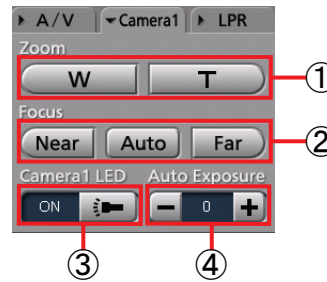 A/V Camera1 LPR
Zoom
W T ①
Focus
Near Auto Far ②
Camera1 LED Auto Exposure
ON − 0 +
③ ④